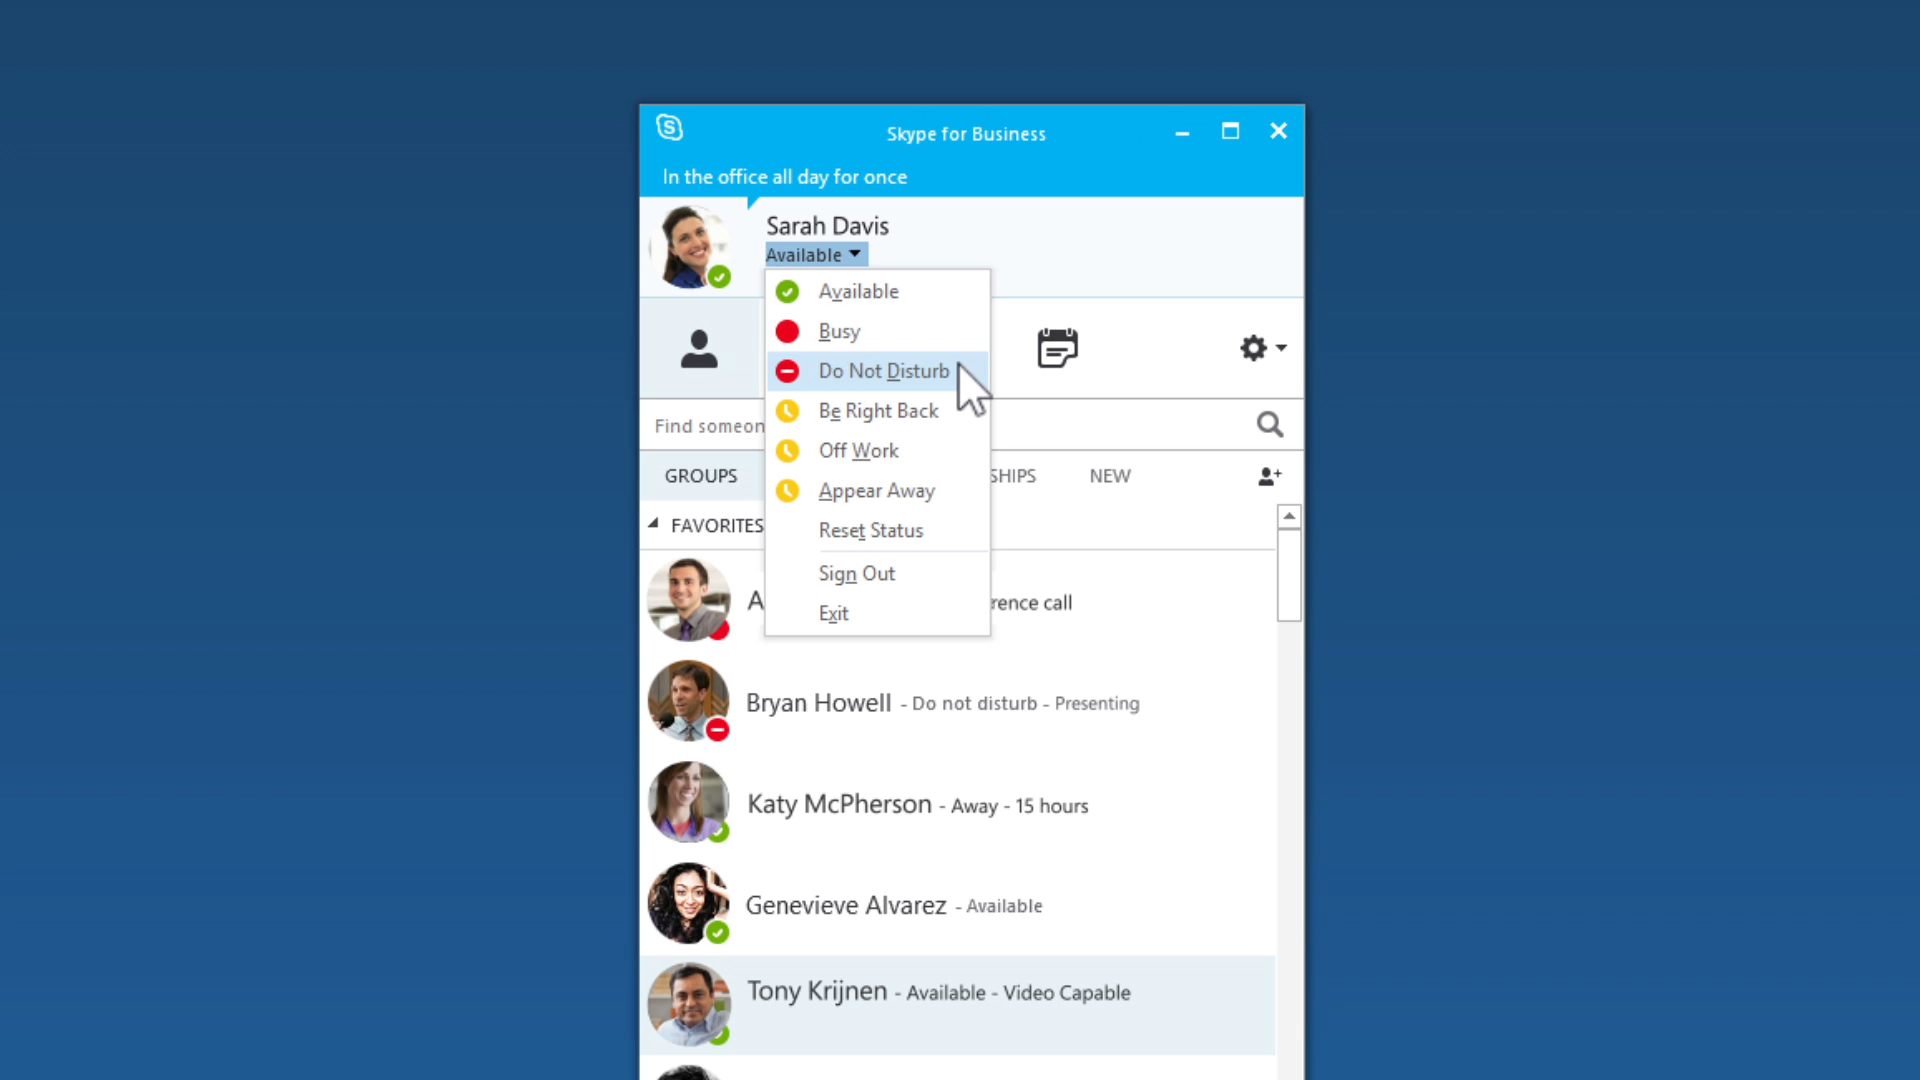 Skype for Business
In the office all day for once
Sarah Davis
Available
Available
Busy
Do Not Disturb
Be Right Back
Off Work
Appear Away
Reset Status
Sign Out
Exit
Find someon
GROUPS SHIPS NEW
FAVORITES
A rence call
Bryan Howell - Do not disturb - Presenting
Katy McPherson - Away - 15 hours
Genevieve Alvarez - Available
Tony Krijnen - Available - Video Capable